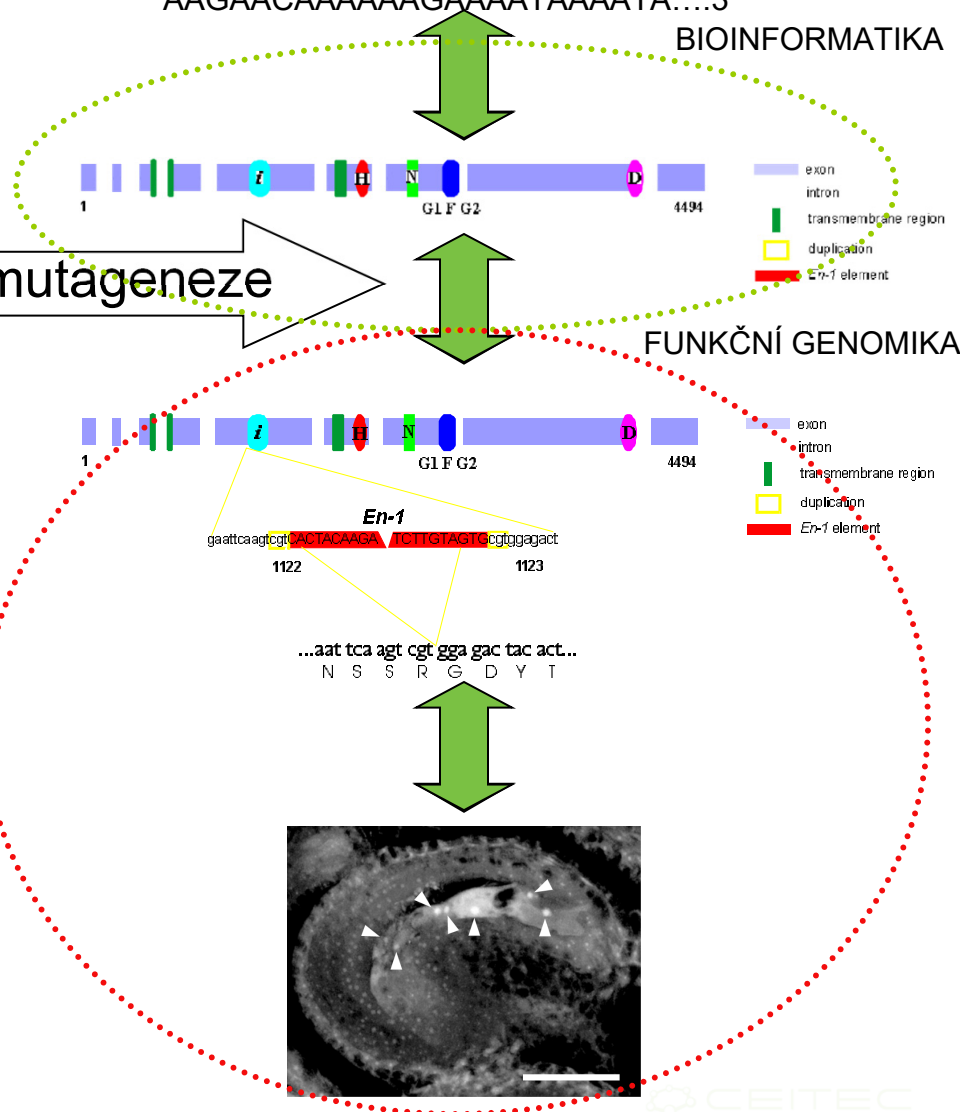 AAGAACAAAAAAGAAAATAAAATA….3
BIOINFORMATIKA
i H N D
1 G1 F G2 4494
exon
intron
transmembrane region
duplication
En-1 element
mutageneze
FUNKČNÍ GENOMIKA
i H N D
1 G1 F G2 4494
exon
intron
transmembrane region
duplication
En-1 element
En-1
gaattcaagtcgtCACTACAAGA TCTTGTAGTGcgtggagact
1122 1123
...aat tca agt cgt gga gac tac act...
N S S R G D Y T
CEITEC